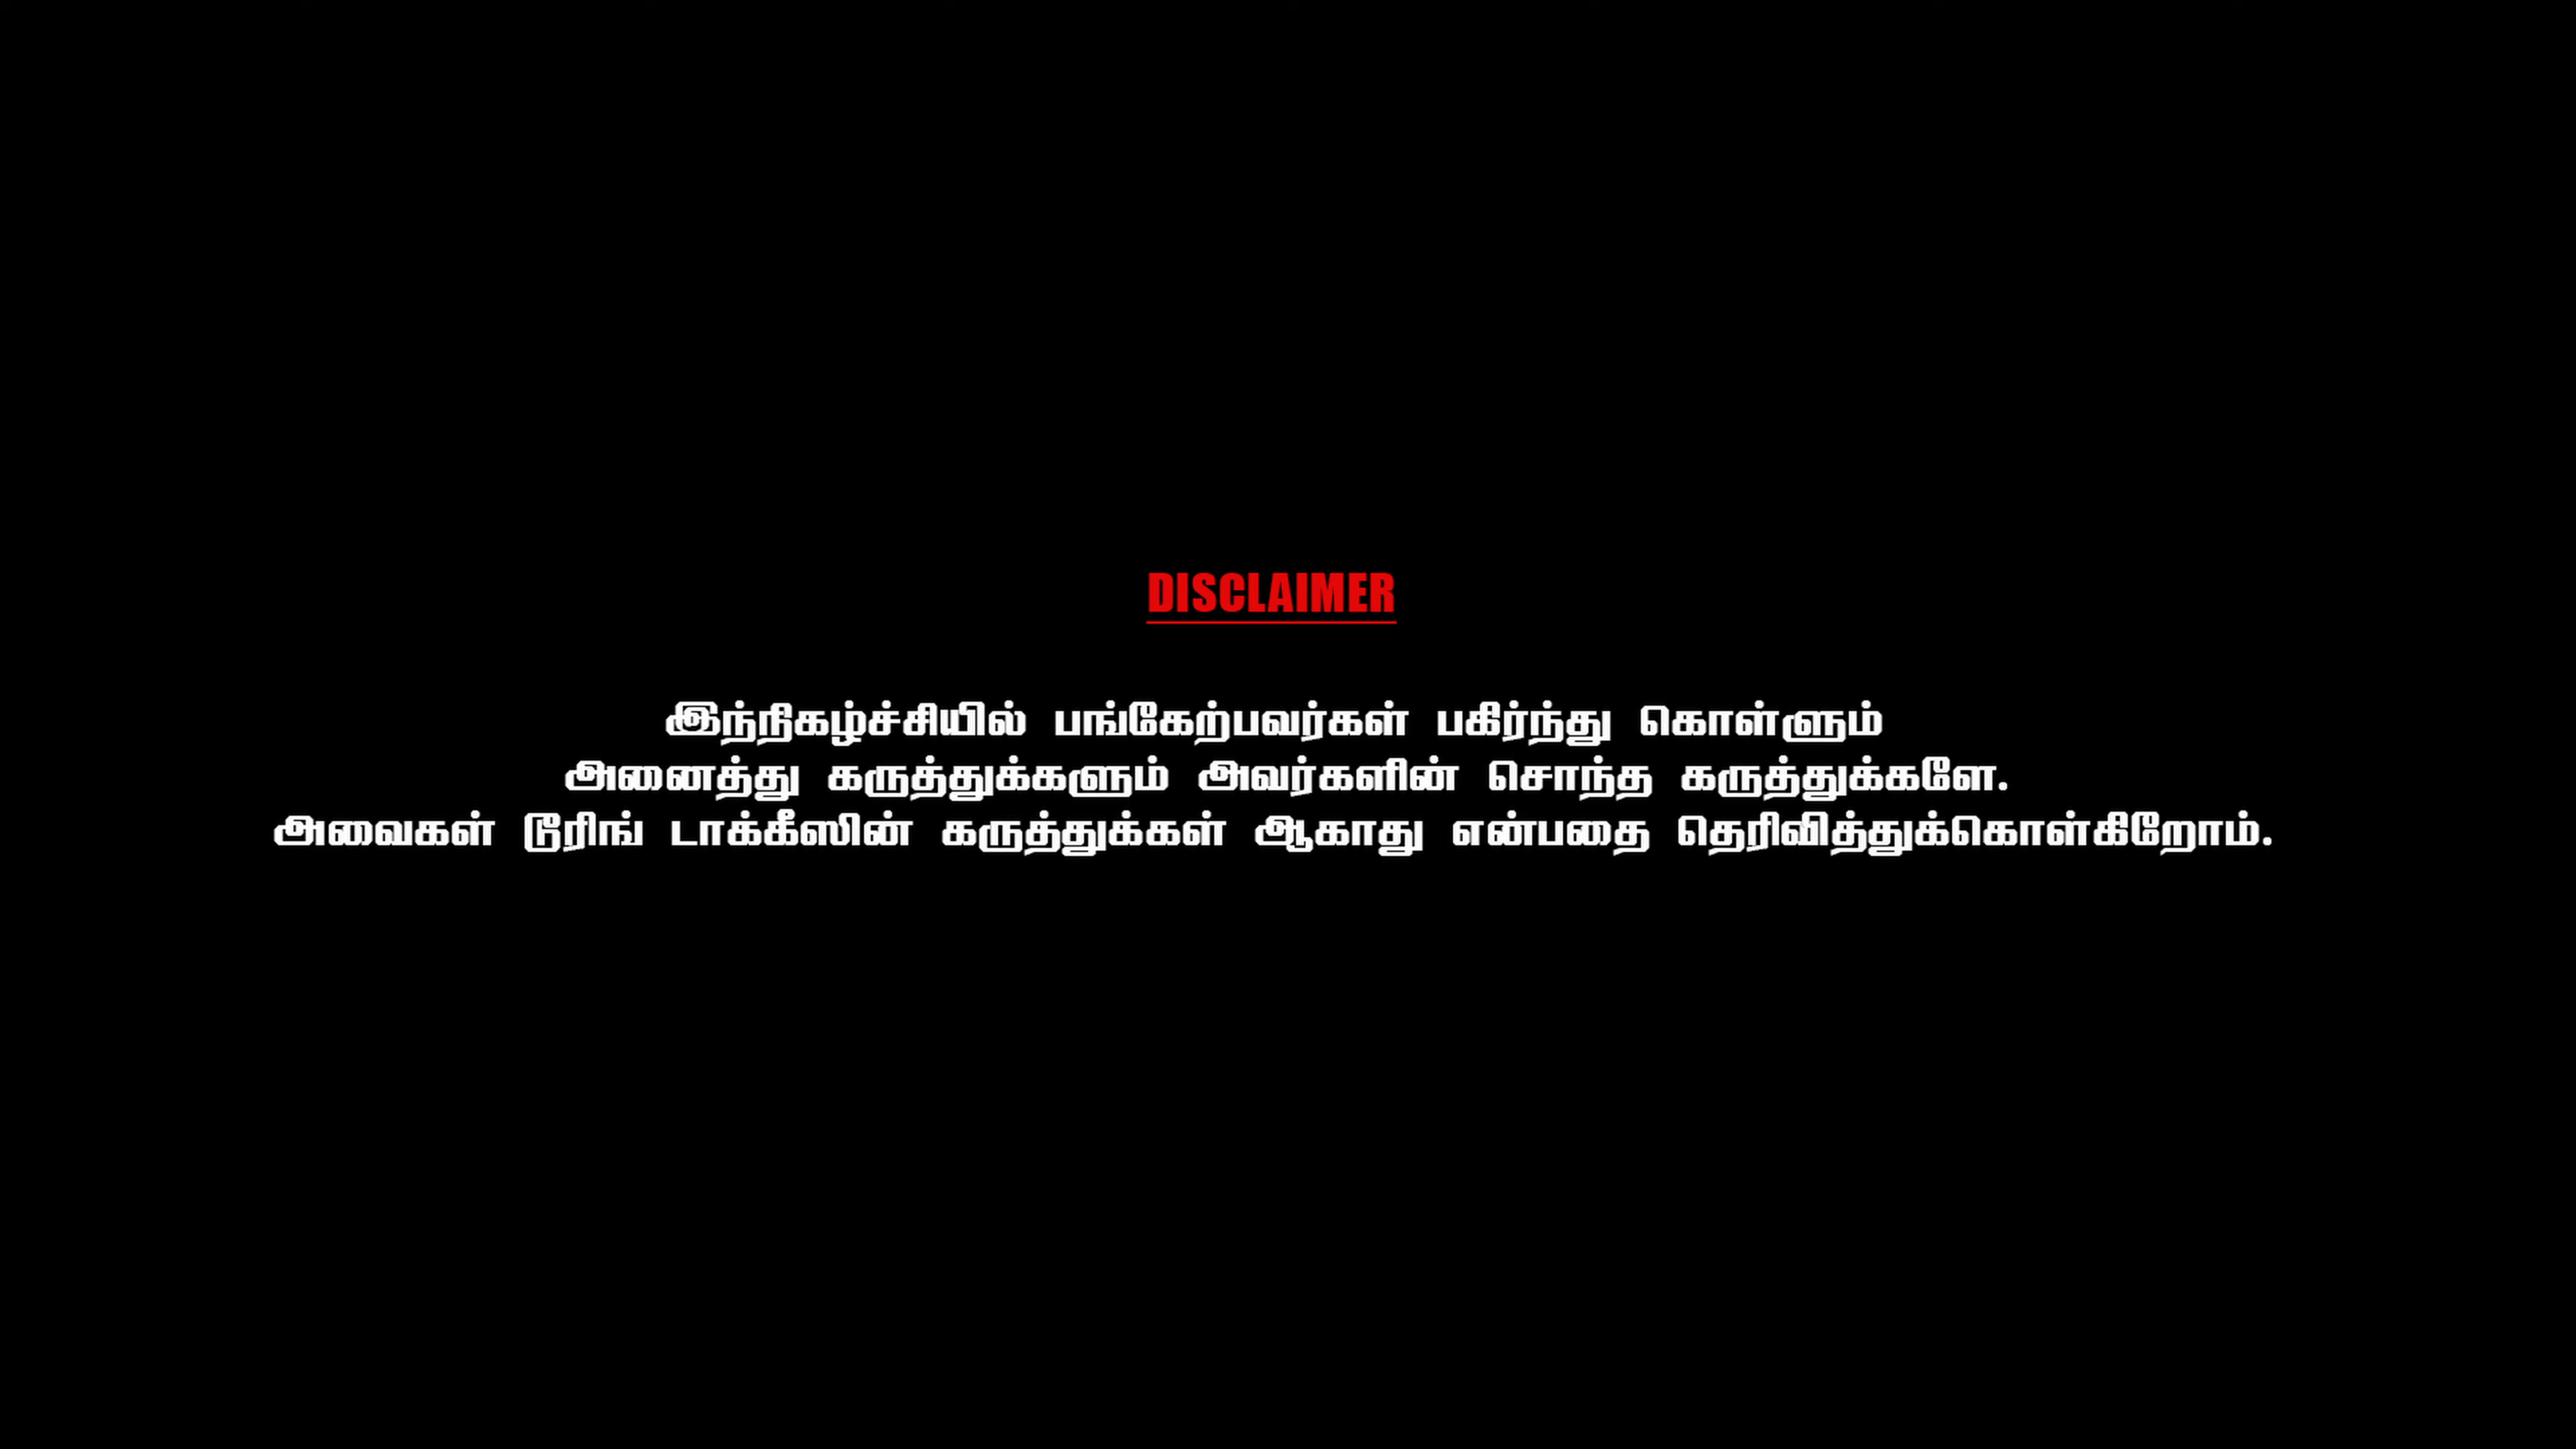 DISCLAIMER
இந்நிகழ்ச்சியில் பங்கேற்பவர்கள் பகிர்ந்து கொள்ளும்
அனைத்து கருத்துக்களும் அவர்களின் சொந்த கருத்துக்களே.
அவைகள் டூரிங் டாக்கீஸின் கருத்துக்கள் ஆகாது என்பதை தெரிவித்துக்கொள்கிறோம்.